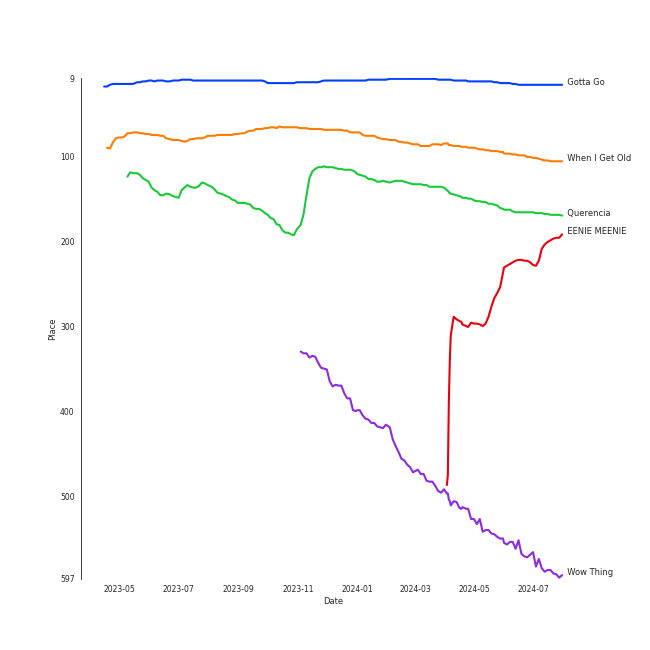 9
Gotta Go
100
When I Get Old
Querencia
EENIE MEENIE
200
300
Place
400
500
Wow Thing
597
2023-05 2023-07 2023-09 2023-11 2024-01 2024-03 2024-05 2024-07
Date